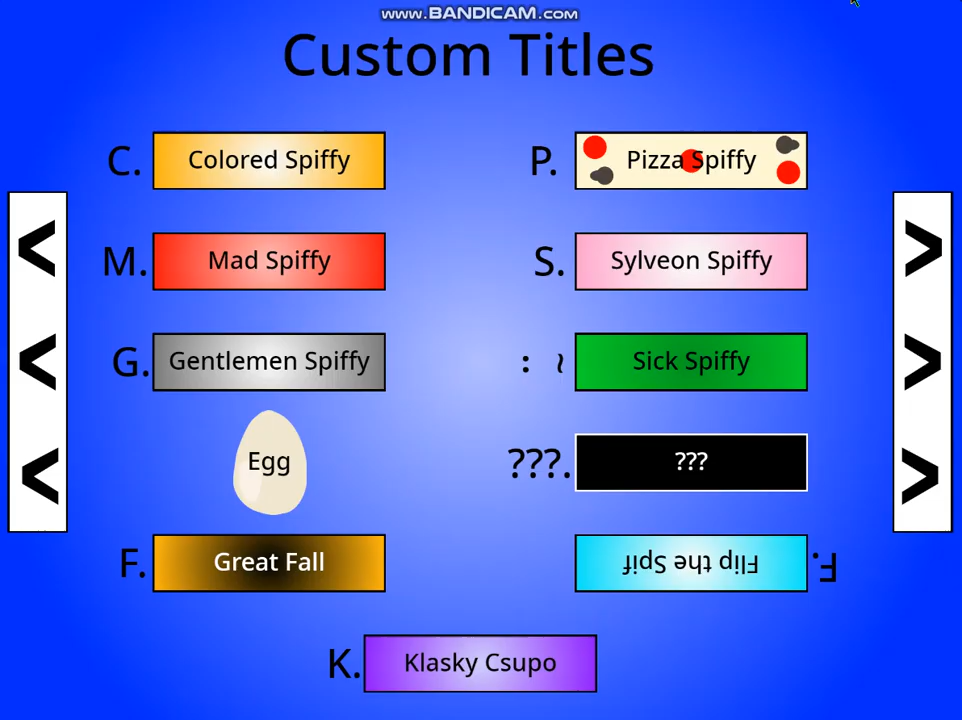 www.BANDICAM.com
Custom Titles
C. Colored Spiffy
P. Pizza Spiffy
M. Mad Spiffy
S. Sylveon Spiffy
< >
< >
< >
G. Gentlemen Spiffy
: ~ Sick Spiffy
Egg
???. ???
F. Great Fall
Flip the Spif F.
K. Klasky Csupo